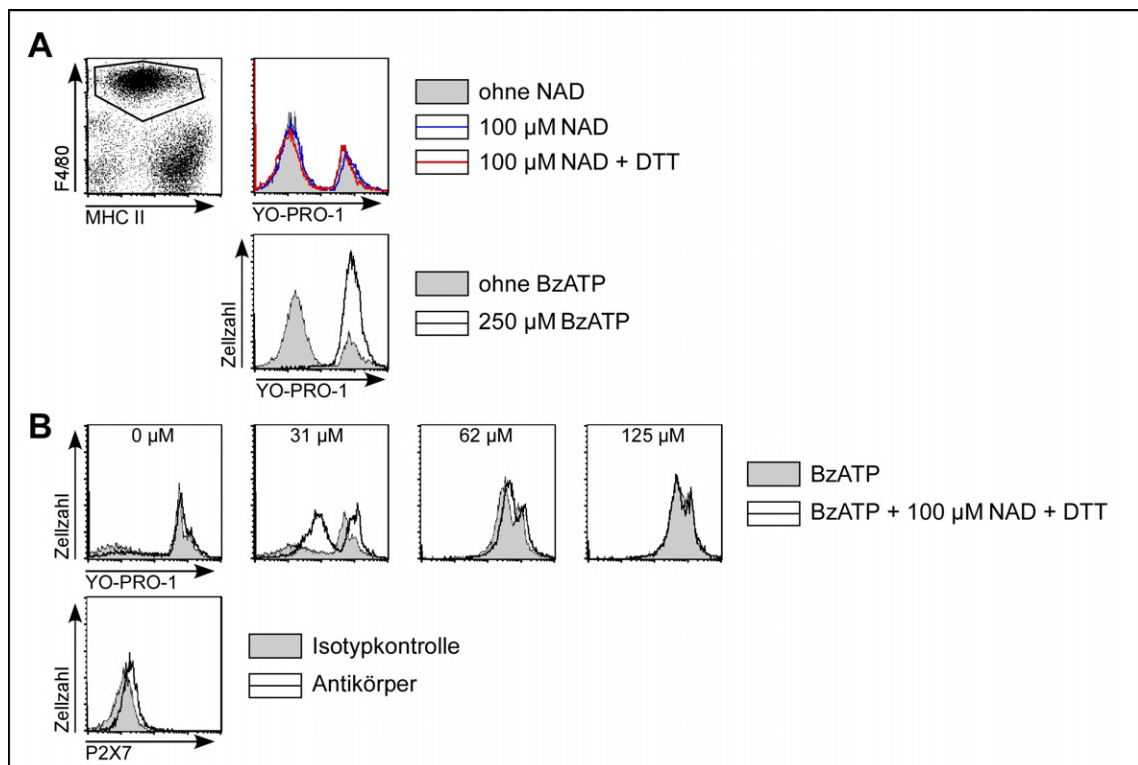 A
F4/80
MHC II
YO-PRO-1
ohne NAD
100 µM NAD
100 µM NAD + DTT
Zellzahl
YO-PRO-1
ohne BzATP
250 µM BzATP
B
0 µM
31 µM
62 µM
125 µM
Zellzahl
YO-PRO-1
BzATP
BzATP + 100 µM NAD + DTT
Zellzahl
P2X7
Isotypkontrolle
Antikörper